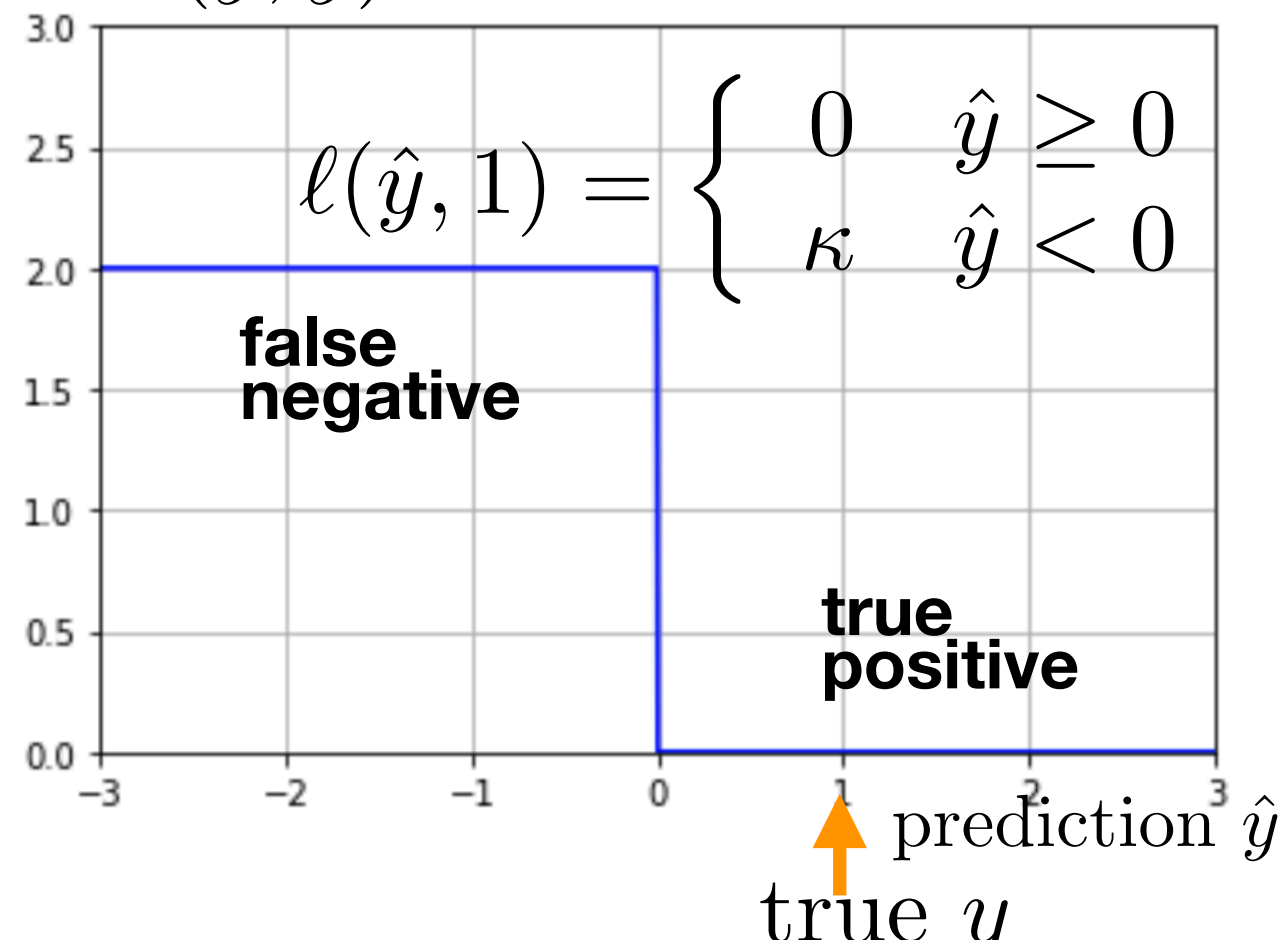 3.0
2.5
2.0
1.5
1.0
0.5
0.0
ℓ(ŷ, 1) = { 0 ŷ ≥ 0
κ ŷ < 0
false
negative
true
positive
−3 −2 −1 0 1 2 3
prediction ŷ
true y